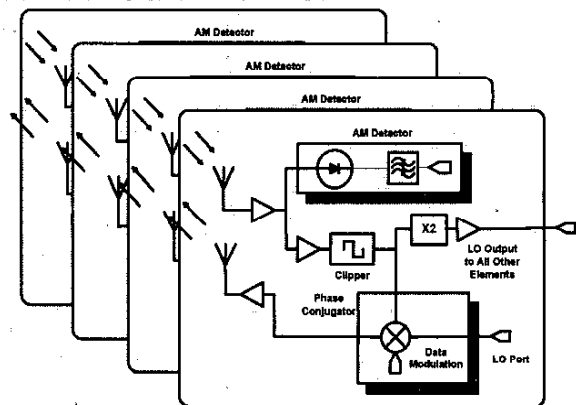 AM Detector
AM Detector
AM Detector
AM Detector
X2
LO Output
to All Other
Elements
Clipper
Phase
Conjugator
Data
Modulation
LO Port